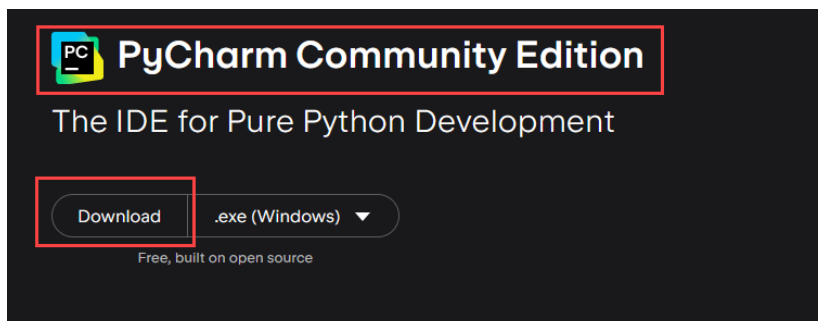 PC PyCharm Community Edition
The IDE for Pure Python Development
Download .exe (Windows)
Free, built on open source